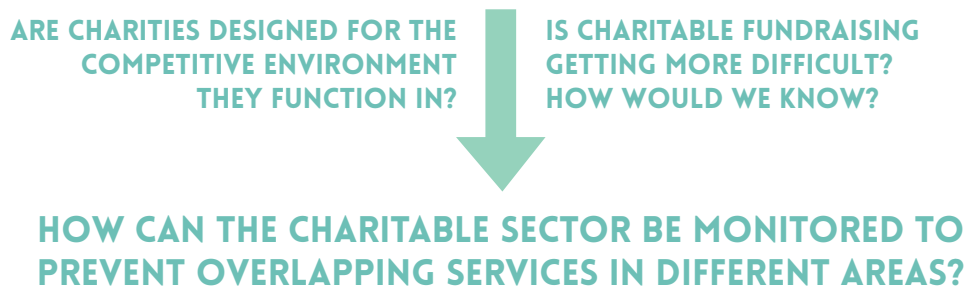 ARE CHARITIES DESIGNED FOR THE
COMPETITIVE ENVIRONMENT
THEY FUNCTION IN?
IS CHARITABLE FUNDRAISING
GETTING MORE DIFFICULT?
HOW WOULD WE KNOW?
HOW CAN THE CHARITABLE SECTOR BE MONITORED TO
PREVENT OVERLAPPING SERVICES IN DIFFERENT AREAS?